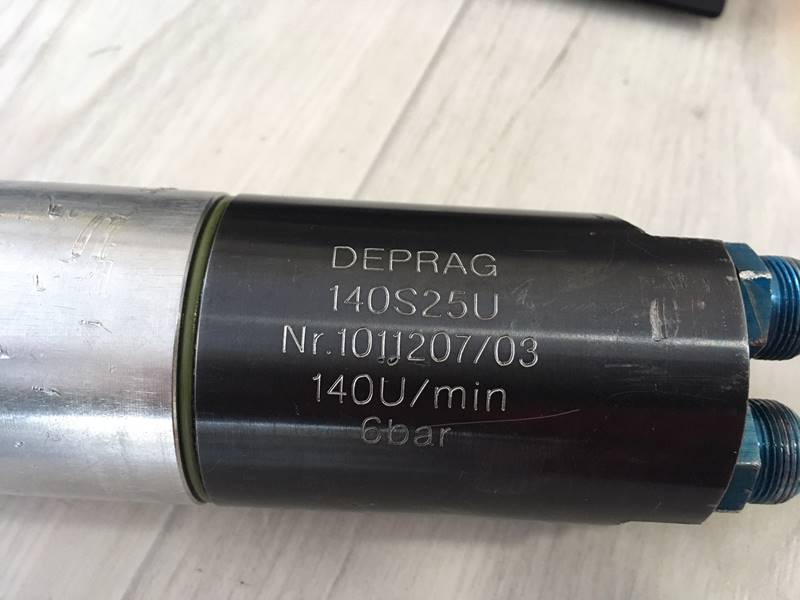 DEPRAG
140S25U
Nr.1011207/03
140U/min
6bar